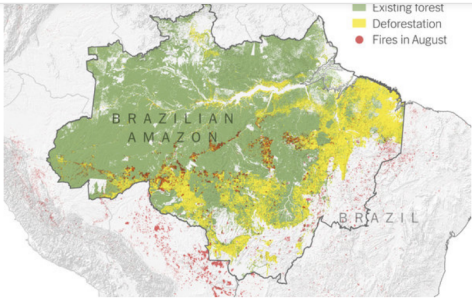 Existing forest
Deforestation
Fires in August
BRAZILIAN
AMAZON
BRAZIL